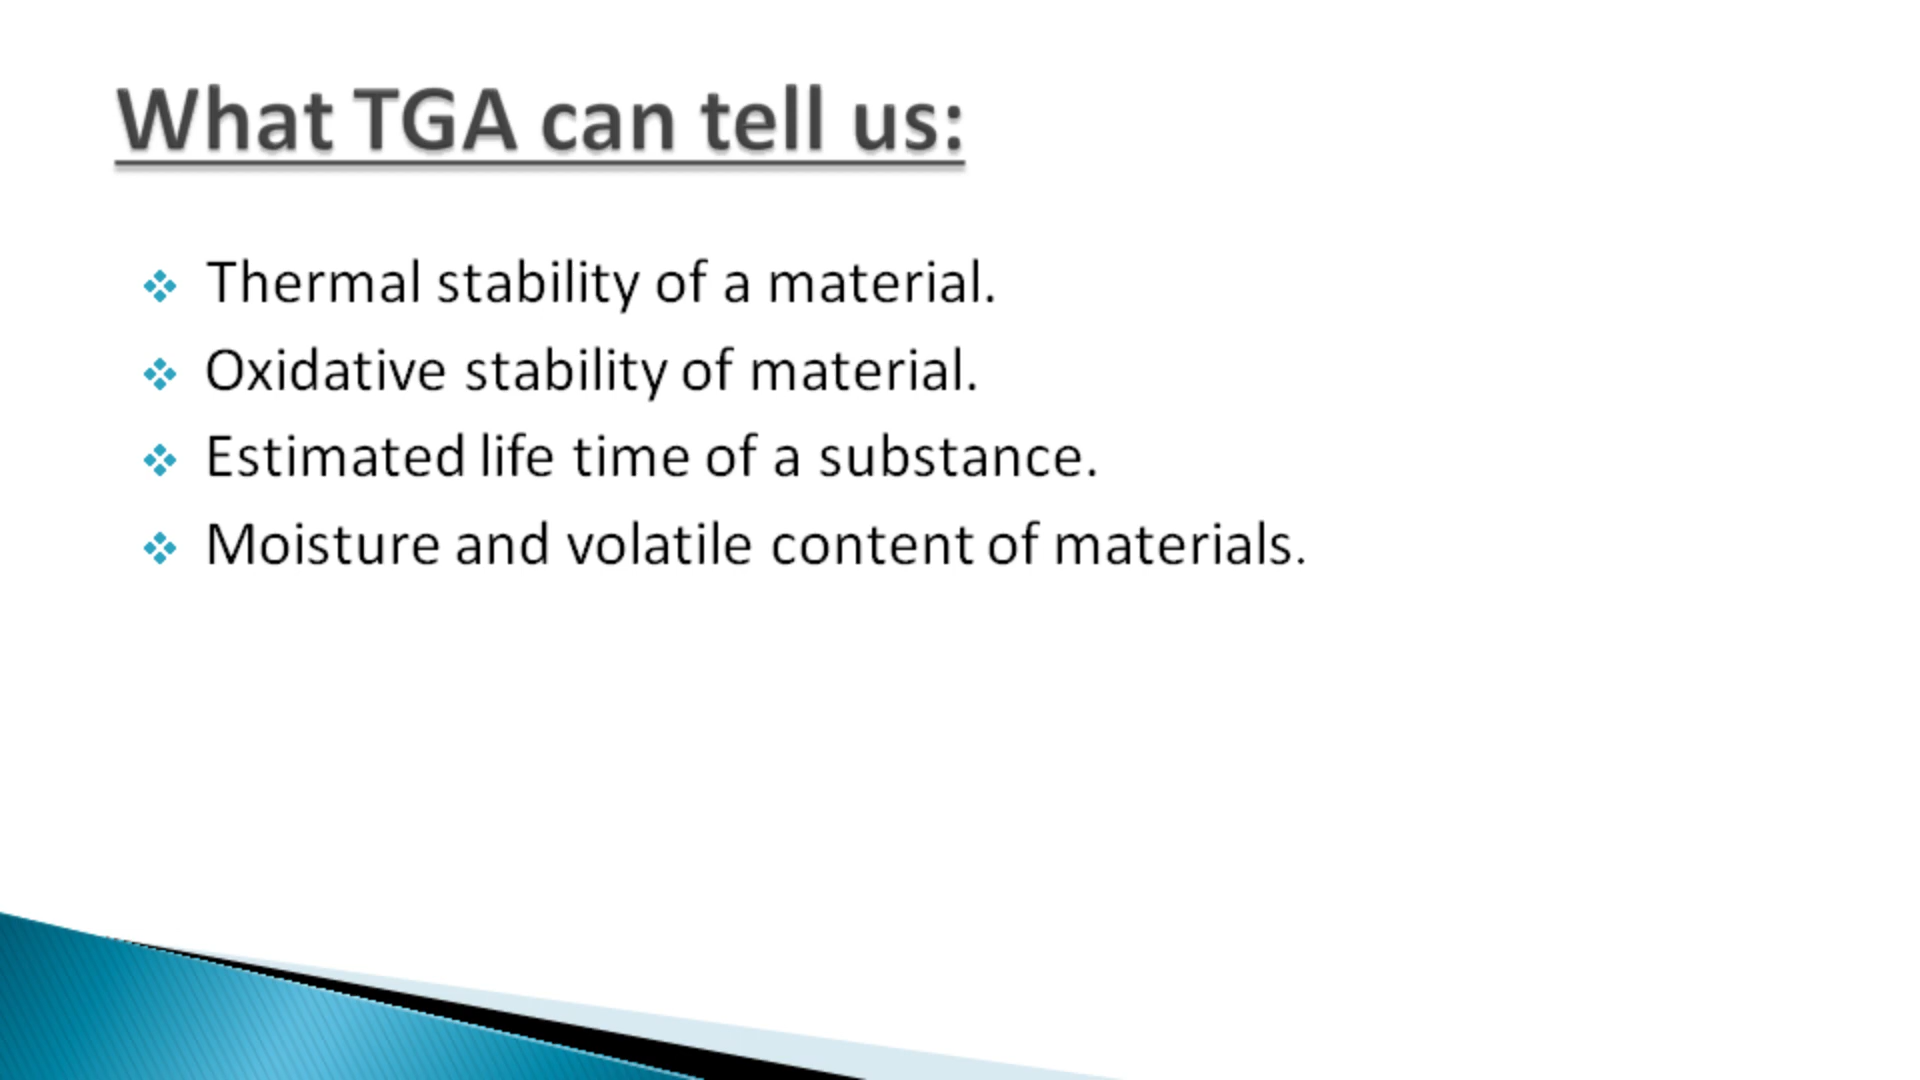 What TGA can tell us:
Thermal stability of a material.
Oxidative stability of material.
Estimated life time of a substance.
Moisture and volatile content of materials.